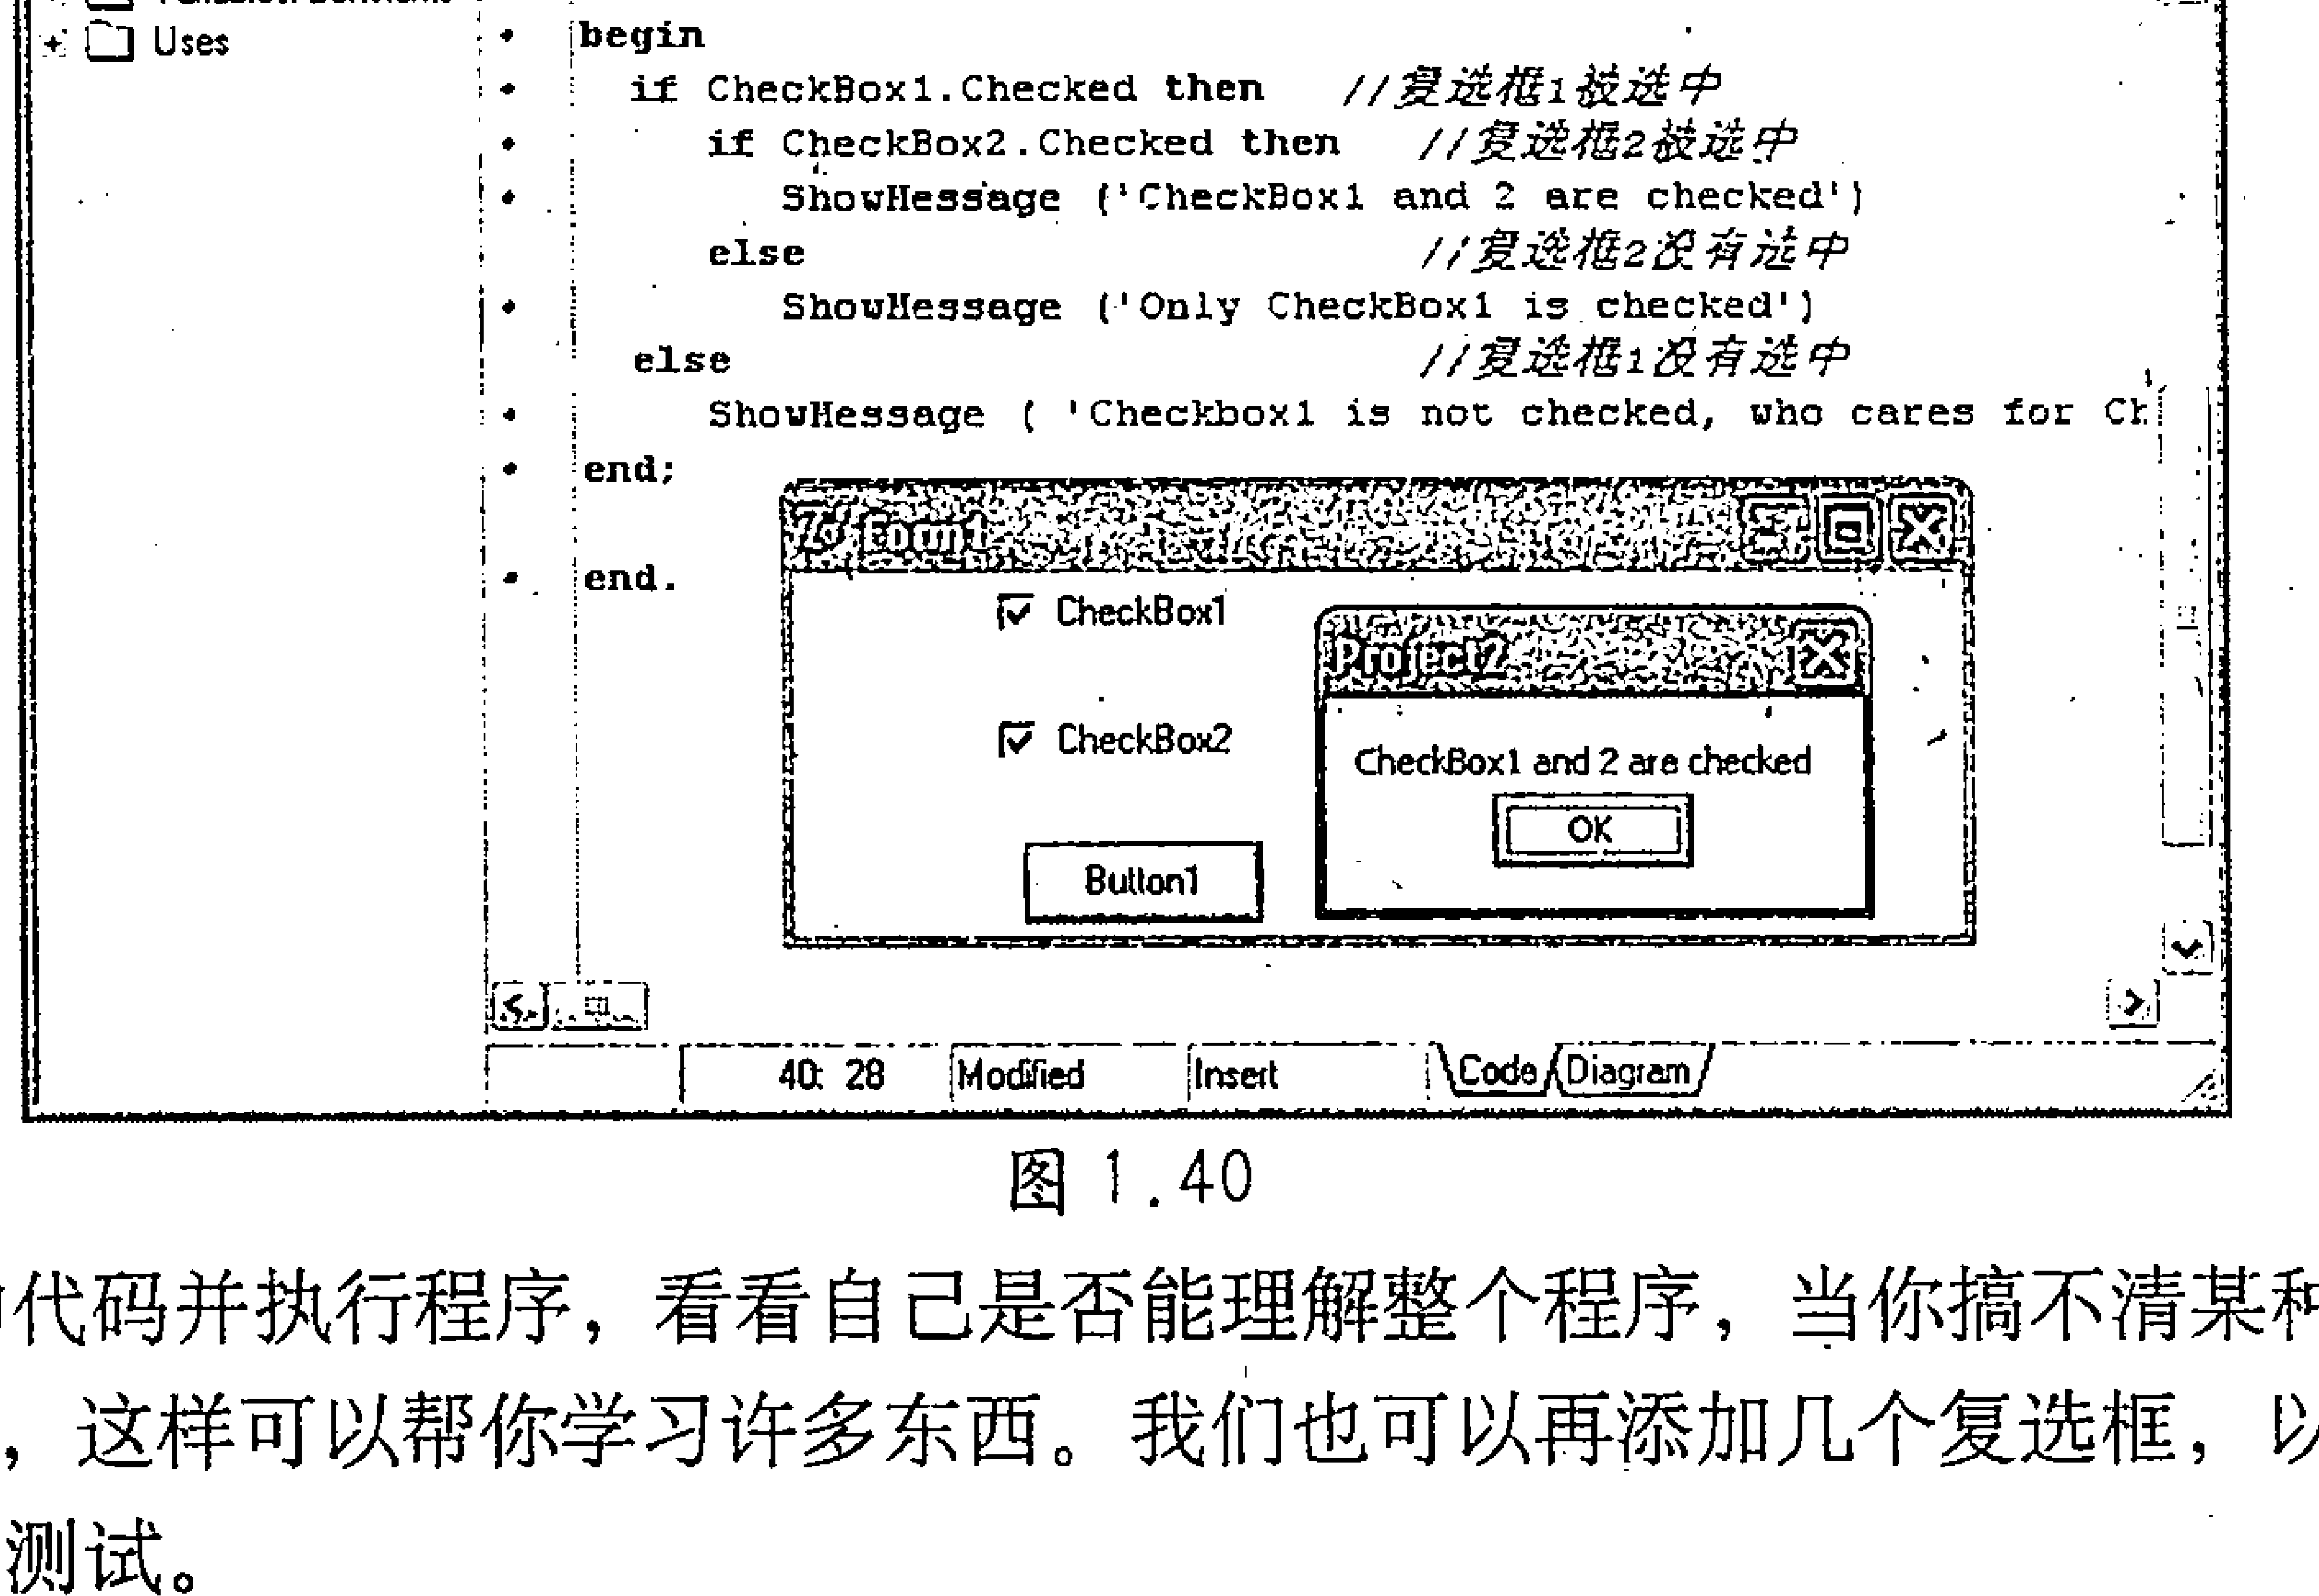 Uses
begin
if CheckBox1.Checked then //复选框1被选中
if CheckBox2.Checked then //复选框2被选中
ShowMessage ('CheckBox1 and 2 are checked')
else //复选框2没有选中
ShowMessage ('Only CheckBox1 is checked')
else //复选框1没有选中
ShowMessage ( 'Checkbox1 is not checked, who cares for Ch
end;
Form1
end.
CheckBox1
Project2
CheckBox2
CheckBox1 and 2 are checked
OK
Button1
40: 28 Modified Insert Code Diagram
图 1.40
代码并执行程序，看看自己是否能理解整个程序，当你搞不清某种
，这样可以帮你学习许多东西。我们也可以再添加几个复选框，以
测试。